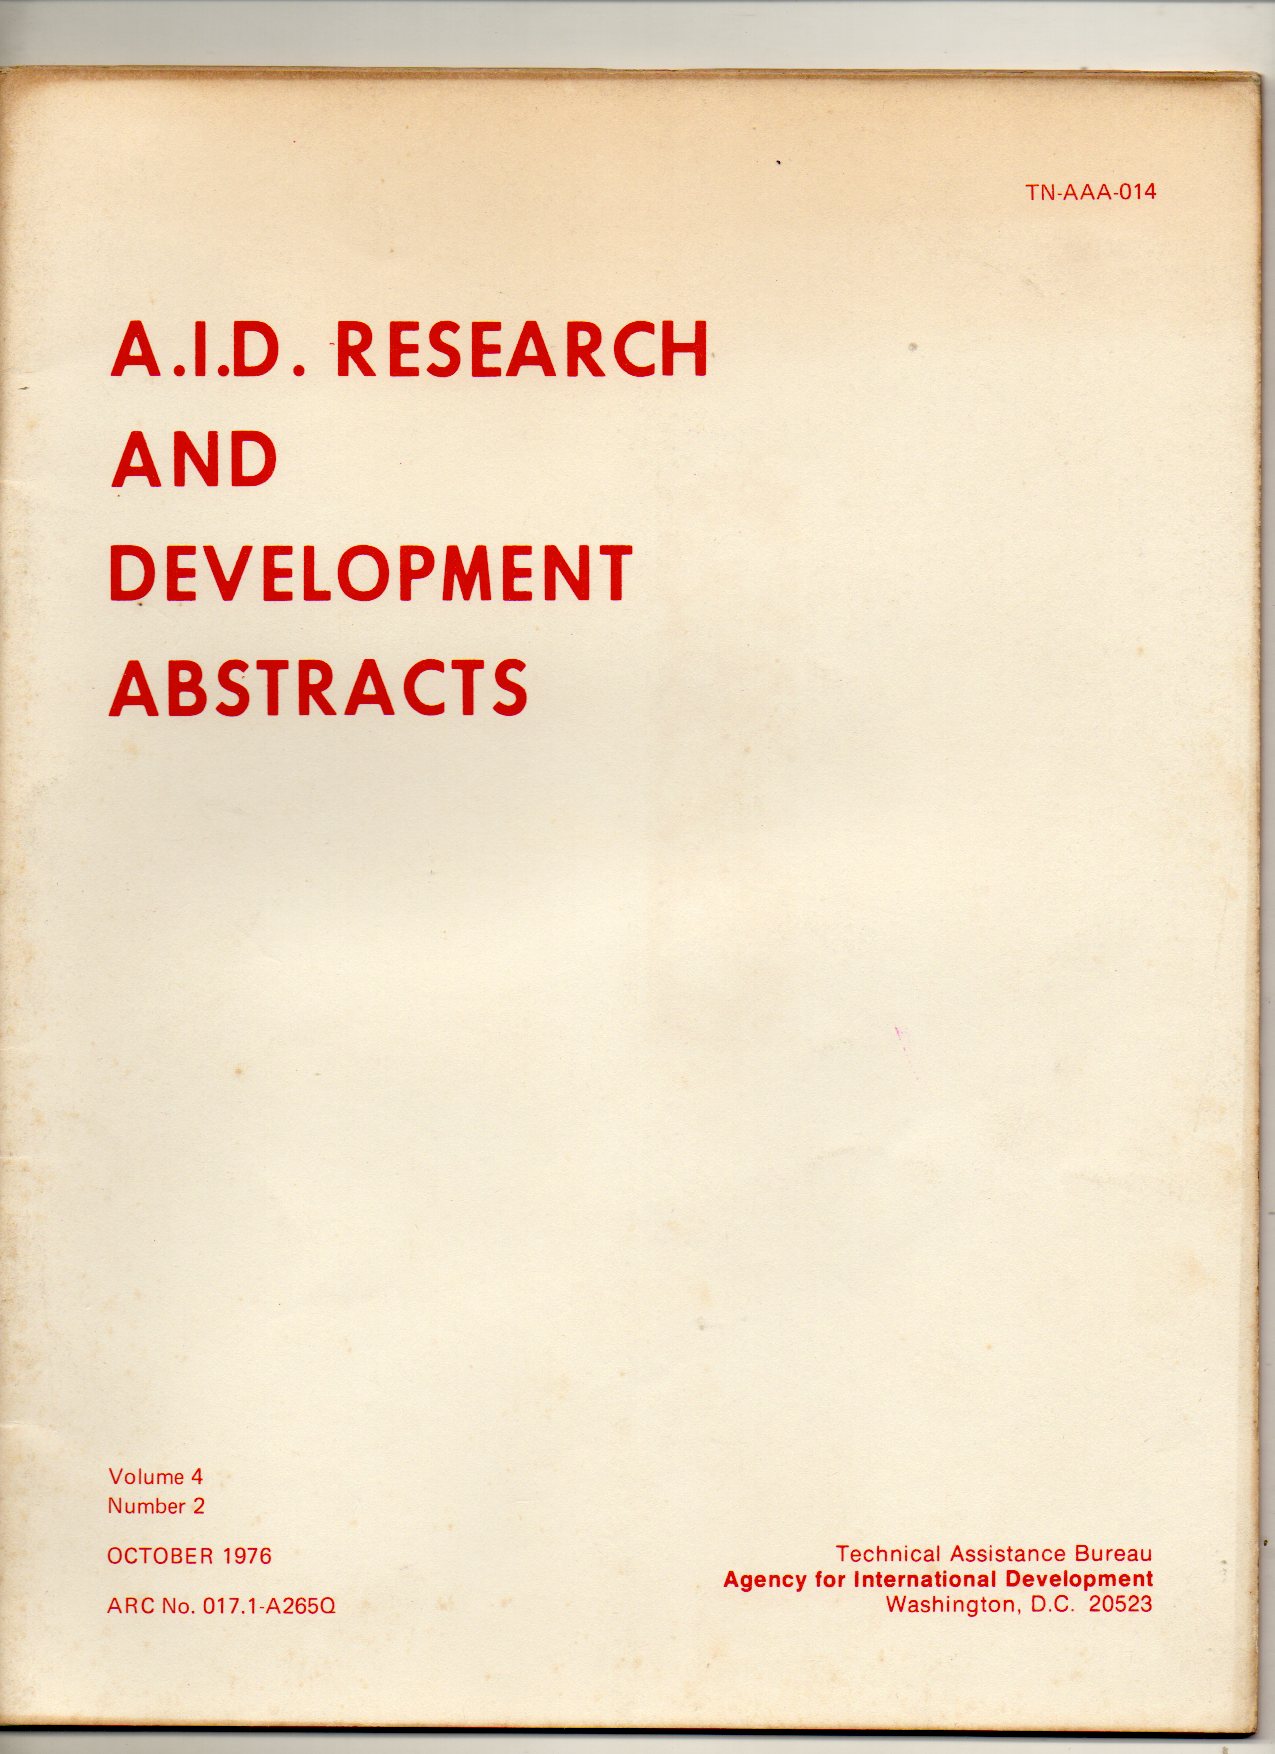 TN-AAA-014
A.I.D. RESEARCH
AND
DEVELOPMENT
ABSTRACTS
Volume 4
Number 2
OCTOBER 1976
ARC No. 017.1-A265Q
Technical Assistance Bureau
Agency for International Development
Washington, D.C. 20523